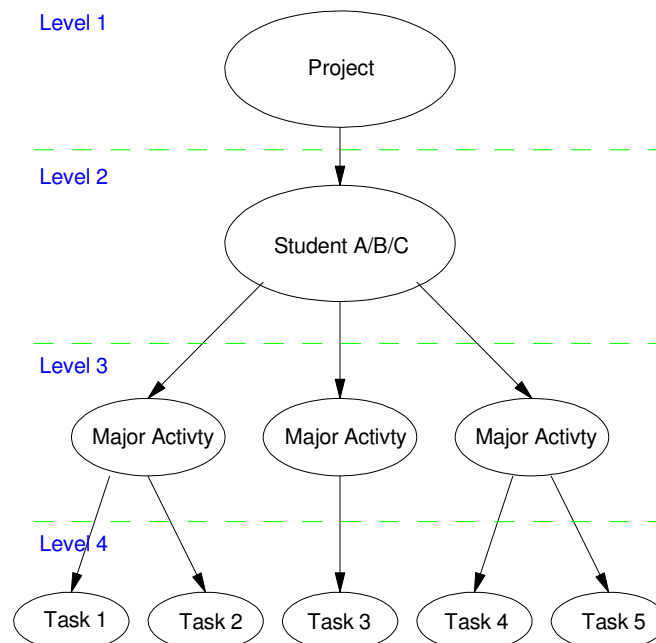 Level 1
Project
Level 2
Student A/B/C
Level 3
Major Activty
Major Activty
Major Activty
Level 4
Task 1
Task 2
Task 3
Task 4
Task 5